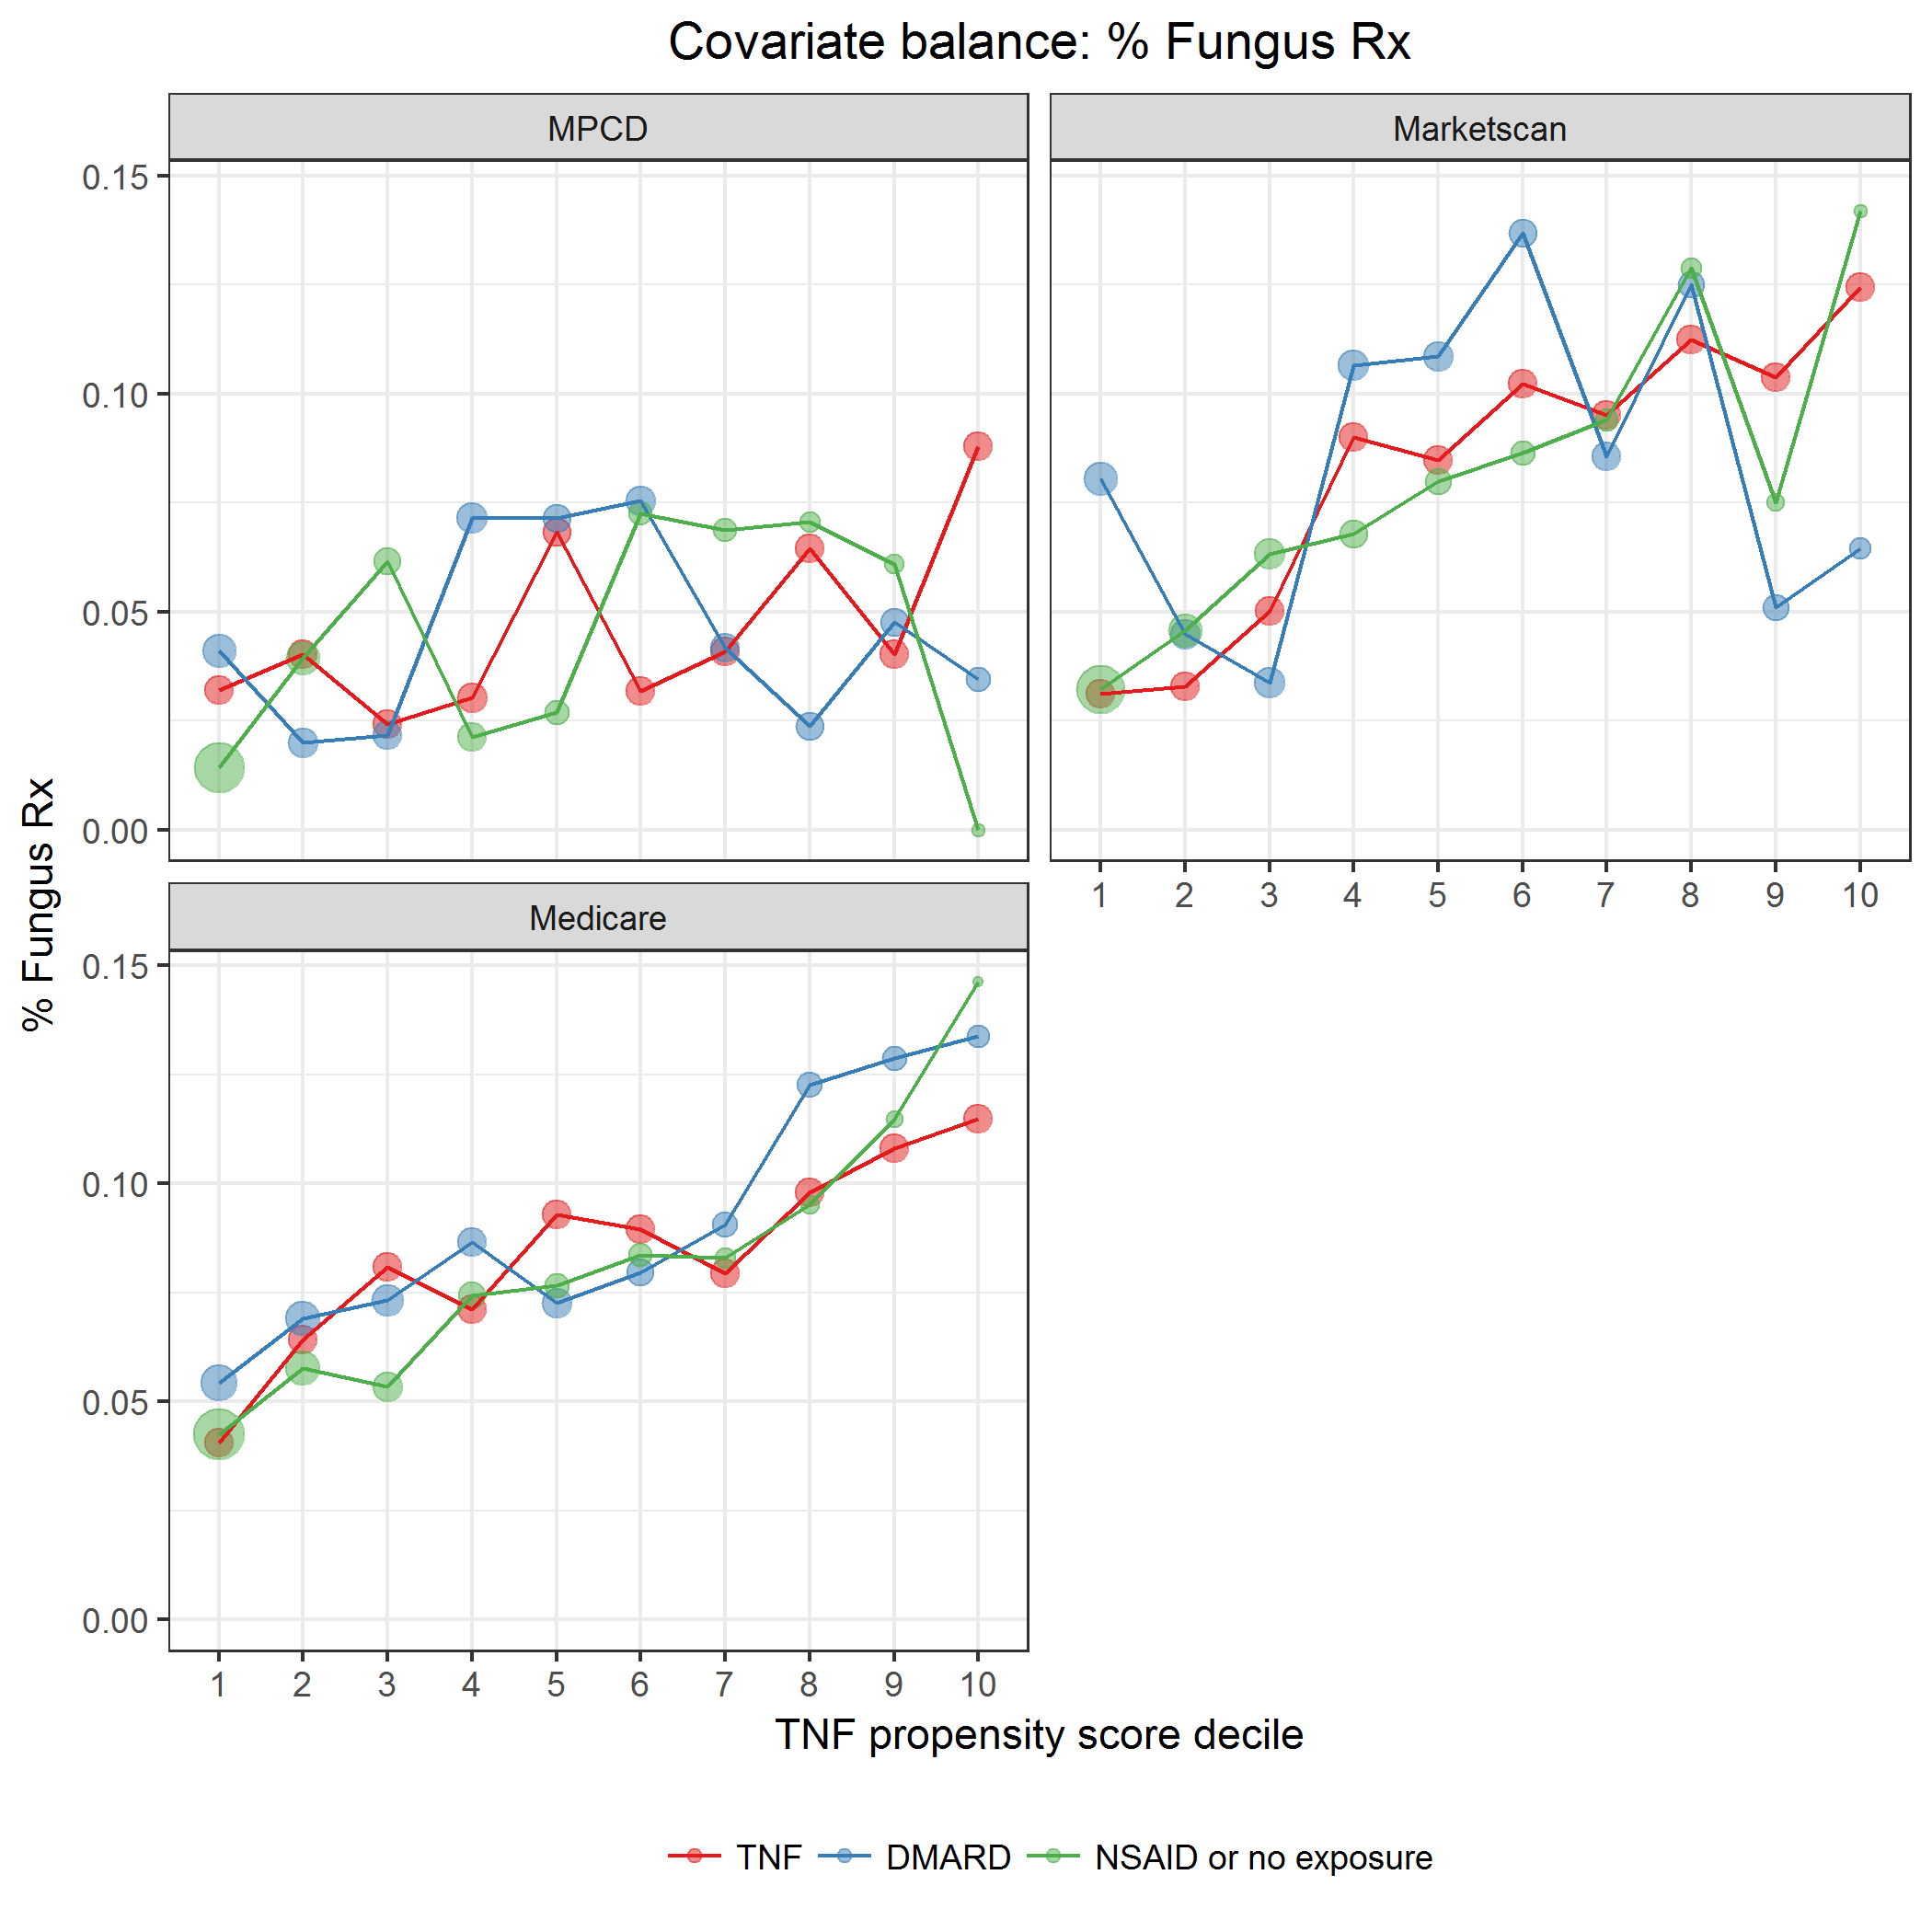 Covariate balance: % Fungus Rx
MPCD
Marketscan
0.15
0.10
0.05
0.00
1 2 3 4 5 6 7 8 9 10
% Fungus Rx
Medicare
0.15
0.10
0.05
0.00
1 2 3 4 5 6 7 8 9 10
TNF propensity score decile
TNF DMARD NSAID or no exposure